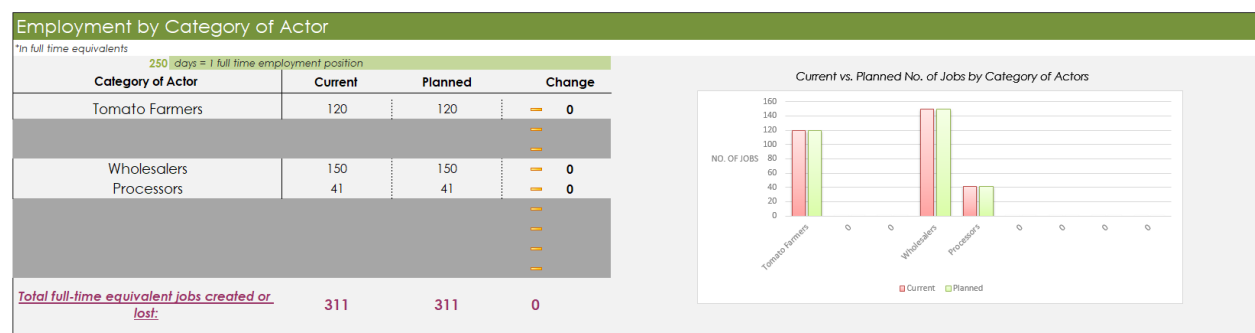 Employment by Category of Actor
*In full time equivalents
250 days = 1 full time employment position
Category of Actor Current Planned Change
Tomato Farmers 120 120 0
Wholesalers 150 150 0
Processors 41 41 0
Total full-time equivalent jobs created or
lost: 311 311 0
Current vs. Planned No. of Jobs by Category of Actors
160
140
120
100
NO. OF JOBS 80
60
40
20
0
Tomato Farmers 0 0 Wholesalers Processors 0 0 0 0
Current Planned